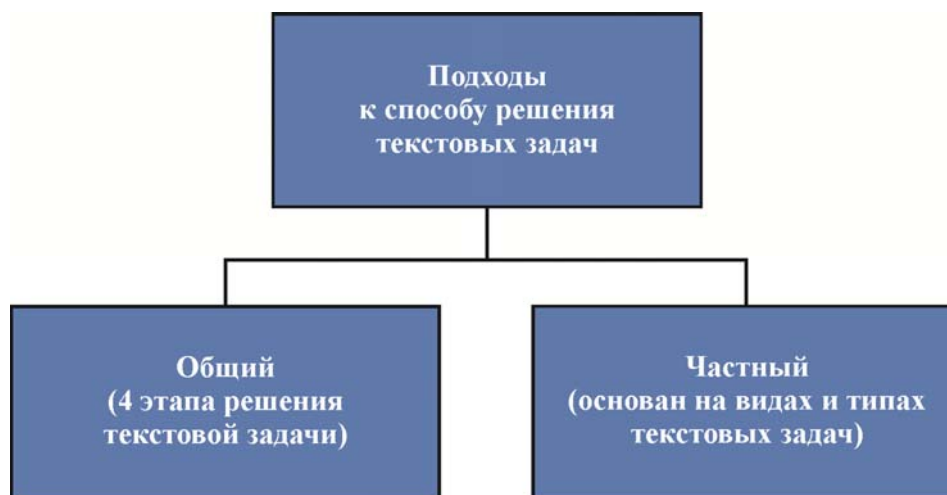 Подходы
к способу решения
текстовых задач
Общий
(4 этапа решения
текстовой задачи)
Частный
(основан на видах и типах
текстовых задач)